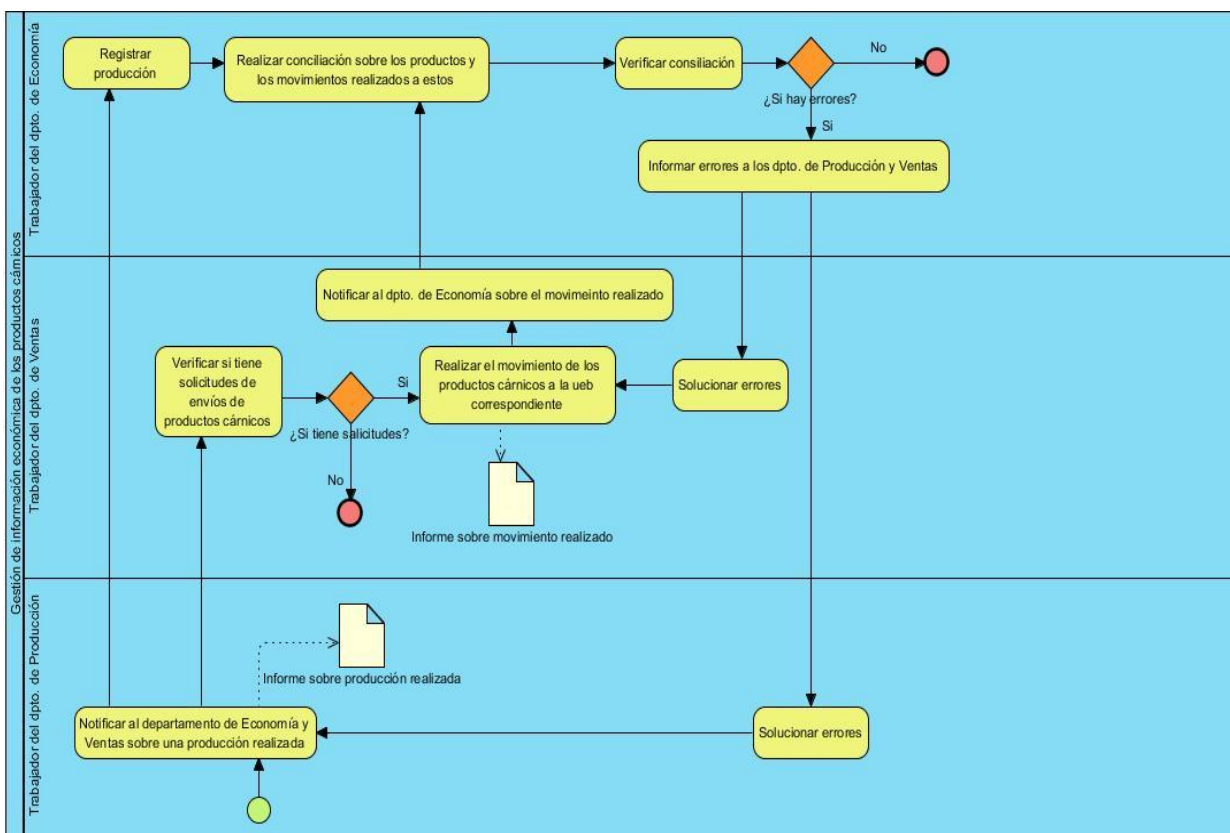 Gestión de información económica de los productos cárnicos
Trabajador del dpto. de Economía
Registrar
producción
Realizar conciliación sobre los productos y
los movimientos realizados a estos
Verificar consiliación
No
¿Si hay errores?
Si
Informar errores a los dpto. de Producción y Ventas
Trabajador del dpto. de Ventas
Notificar al dpto. de Economía sobre el movimeinto realizado
Verificar si tiene
solicitudes de
envíos de
productos cárnicos
Si
¿Si tiene salicitudes?
No
Realizar el movimiento de los
productos cárnicos a la ueb
correspondiente
Solucionar errores
Informe sobre movimiento realizado
Trabajador del dpto. de Producción
Informe sobre producción realizada
Notificar al departamento de Economía y
Ventas sobre una producción realizada
Solucionar errores